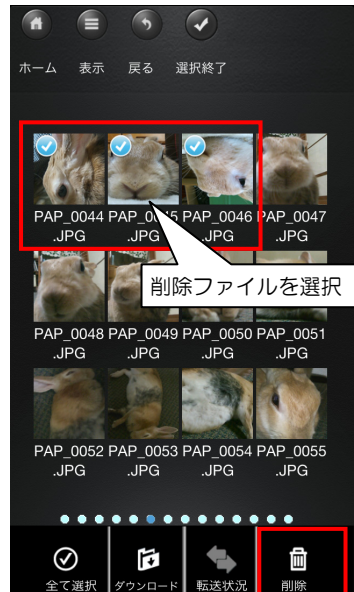 ホーム 表示 戻る 選択終了
PAP_0044 PAP_0045 PAP_0046 PAP_0047
.JPG .JPG .JPG .JPG
削除ファイルを選択
PAP_0048 PAP_0049 PAP_0050 PAP_0051
.JPG .JPG .JPG .JPG
PAP_0052 PAP_0053 PAP_0054 PAP_0055
.JPG .JPG .JPG .JPG
全て選択 ダウンロード 転送状況 削除